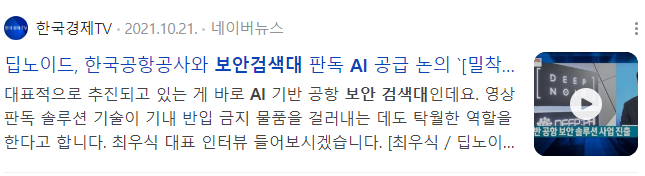 한국경제TV · 2021.10.21. · 네이버뉴스
딥노이드, 한국공항공사와 보안검색대 판독 AI 공급 논의 `[밀착...
대표적으로 추진되고 있는 게 바로 AI 기반 공항 보안 검색대인데요. 영상
판독 솔루션 기술이 기내 반입 금지 물품을 걸러내는 데도 탁월한 역할을
한다고 합니다. 최우식 대표 인터뷰 들어보시겠습니다. [최우식 / 딥노이...
DEEP
NO
반 공항 보안 솔루션 사업 진출